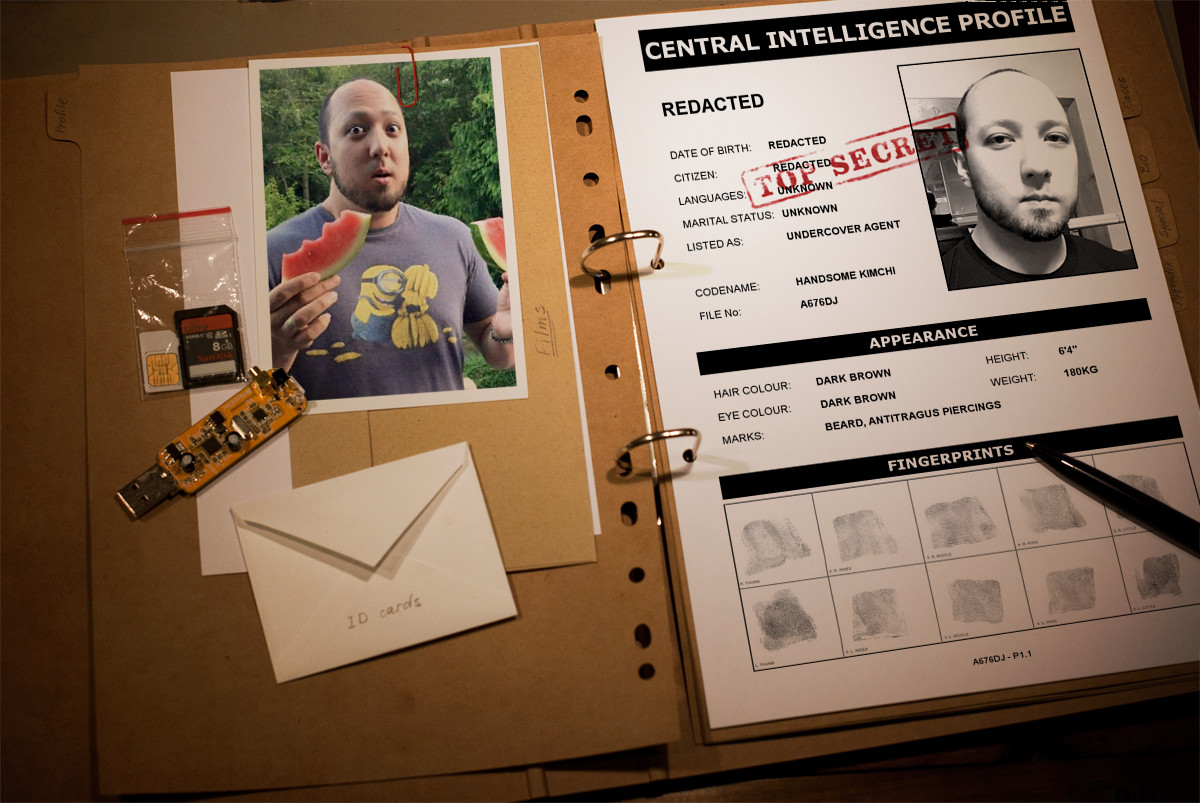 Profile
8GB
SanDisk
Films
ID cards
CENTRAL INTELLIGENCE PROFILE
REDACTED
DATE OF BIRTH: REDACTED
CITIZEN: REDACTED
LANGUAGES: UNKNOWN
MARITAL STATUS: UNKNOWN
LISTED AS: UNDERCOVER AGENT
TOP SECRET
CODENAME: HANDSOME KIMCHI
FILE No: A676DJ
APPEARANCE
HAIR COLOUR: DARK BROWN
HEIGHT: 6'4"
EYE COLOUR: DARK BROWN
WEIGHT: 180KG
MARKS: BEARD, ANTITRAGUS PIERCINGS
FINGERPRINTS
A676DJ - P1.1